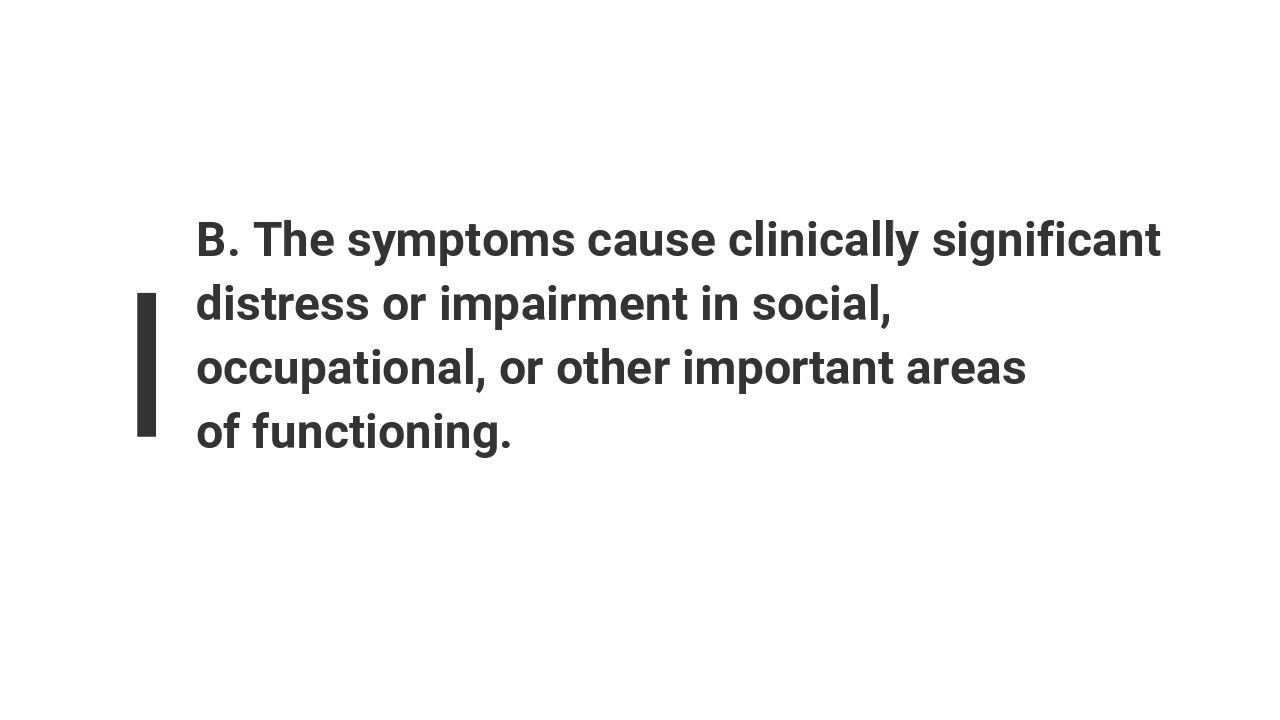 B. The symptoms cause clinically significant
distress or impairment in social,
occupational, or other important areas
of functioning.